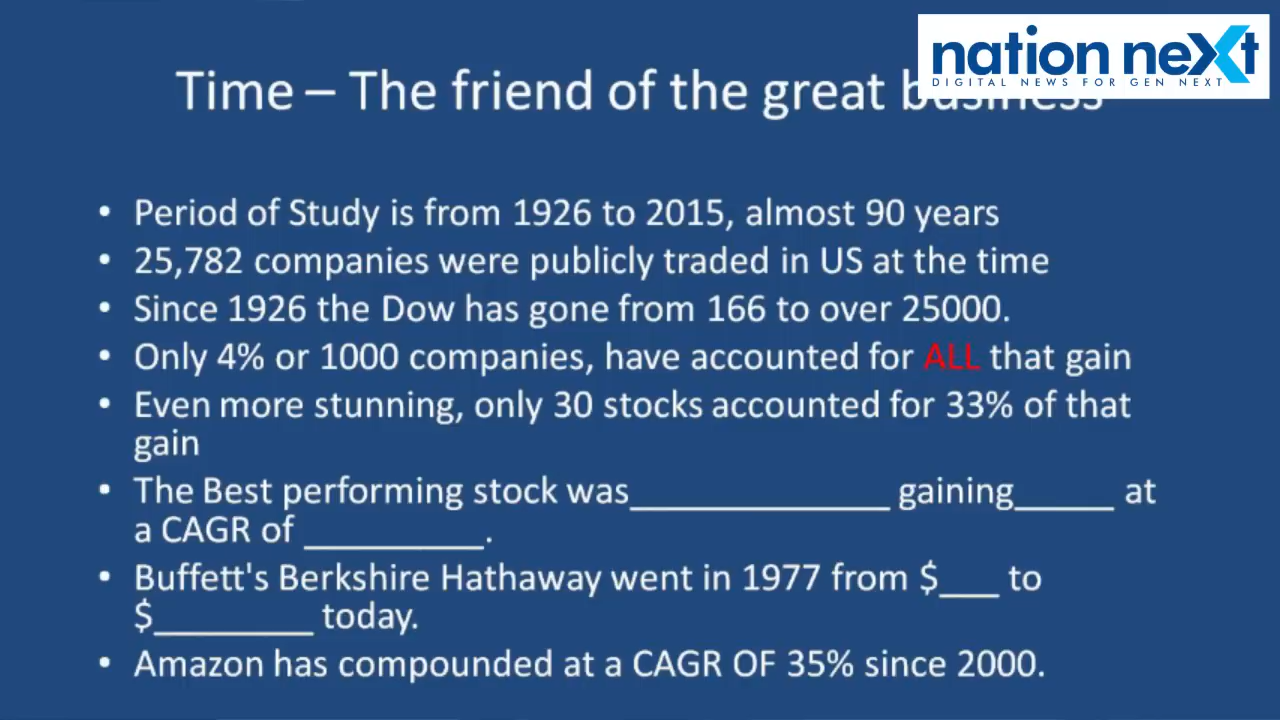 nation next
DIGITAL NEWS FOR GEN NEXT
Time – The friend of the great business
• Period of Study is from 1926 to 2015, almost 90 years
• 25,782 companies were publicly traded in US at the time
• Since 1926 the Dow has gone from 166 to over 25000.
• Only 4% or 1000 companies, have accounted for ALL that gain
• Even more stunning, only 30 stocks accounted for 33% of that
gain
• The Best performing stock was_____________ gaining_____ at
a CAGR of _________.
• Buffett's Berkshire Hathaway went in 1977 from $___ to
$________ today.
• Amazon has compounded at a CAGR OF 35% since 2000.